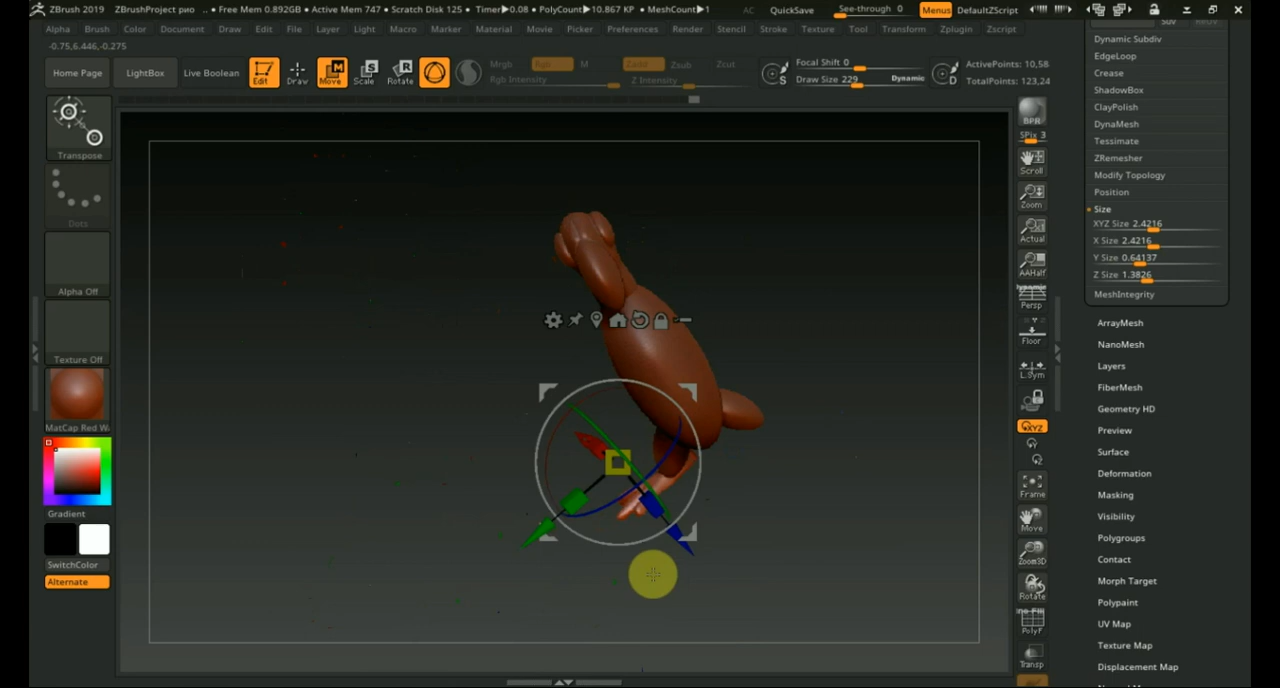 ZBrush 2019 ZBrushProject рио .. • Free Mem 0.892GB • Active Mem 747 • Scratch Disk 125 • Timer▶0.08 • PolyCount▶10.867 KP • MeshCount▶1 AC QuickSave See-through 0 Menus DefaultZScript
Alpha Brush Color Document Draw Edit File Layer Light Macro Marker Material Movie Picker Preferences Render Stencil Stroke Texture Tool Transform Zplugin Zscript
-0.75,6.446,-0.275
Home Page LightBox Live Boolean Edit Draw Move Scale Rotate
Mrgb Rgb M Zadd Zsub Zcut
Rgb Intensity Z Intensity
Focal Shift 0
Draw Size 229 Dynamic
ActivePoints: 10,58
TotalPoints: 123,24
S
D
Transpose
Dots
Alpha Off
Texture Off
MatCap Red W
Gradient
SwitchColor
Alternate
BPR
SPix 3
Scroll
Zoom
Actual
AAHalf
Dynamic
Persp
Floor
L.Sym
XYZ
Frame
Move
Zoom3D
Rotate
Line Fill
PolyF
Transp
Dynamic Subdiv
EdgeLoop
Crease
ShadowBox
ClayPolish
DynaMesh
Tessimate
ZRemesher
Modify Topology
Position
Size
XYZ Size 2.4216
X Size 2.4216
Y Size 0.64137
Z Size 1.3826
MeshIntegrity
ArrayMesh
NanoMesh
Layers
FiberMesh
Geometry HD
Preview
Surface
Deformation
Masking
Visibility
Polygroups
Contact
Morph Target
Polypaint
UV Map
Texture Map
Displacement Map